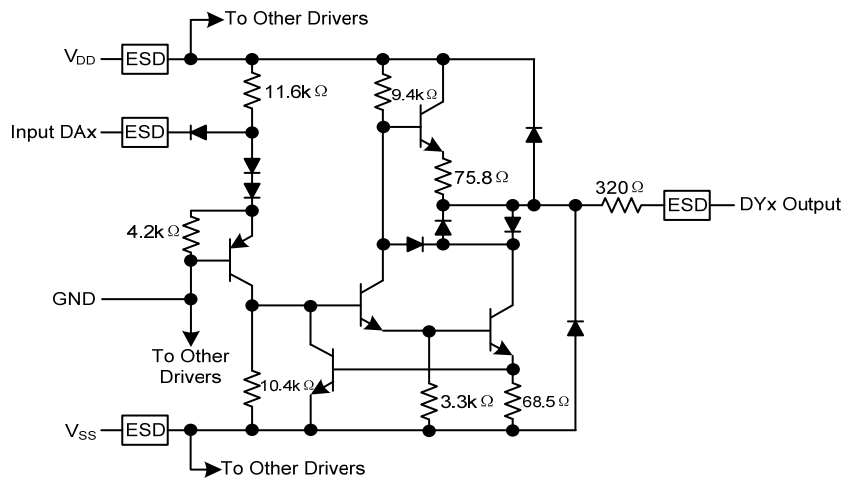 To Other Drivers
VDD
ESD
11.6kΩ
9.4kΩ
Input DAx
ESD
75.8Ω
320Ω
ESD
DYx Output
4.2kΩ
GND
To Other
Drivers
10.4kΩ
3.3kΩ
68.5Ω
VSS
ESD
To Other Drivers